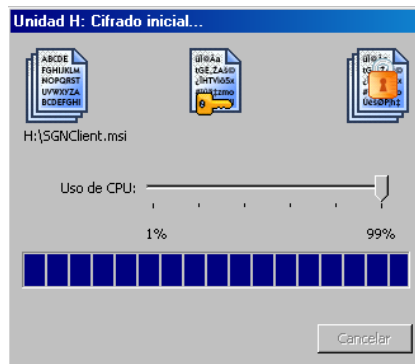 Unidad H: Cifrado inicial...
ABCDE
FGHIJKLM
NOPQRST
UVWXYZA
BCDEFGHI
H:\SGNClient.msi
Uso de CPU:
1%
99%
Cancelar